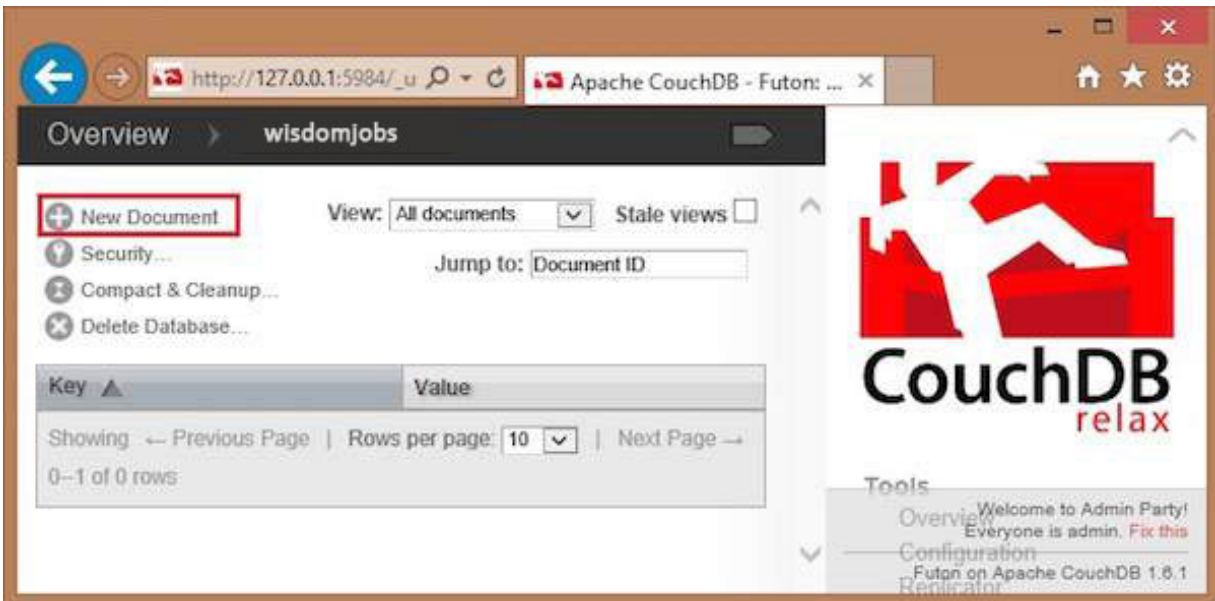 http://127.0.0.1:5984/_u
Apache CouchDB - Futon: ...
Overview
wisdomjobs
New Document
View: All documents
Stale views
Security...
Jump to: Document ID
Compact & Cleanup...
Delete Database...
Key
Value
Showing ← Previous Page | Rows per page: 10 | Next Page →
0–1 of 0 rows
CouchDB
relax
Tools
Overview
Configuration
Replicator
Welcome to Admin Party!
Everyone is admin. Fix this
Futon on Apache CouchDB 1.6.1